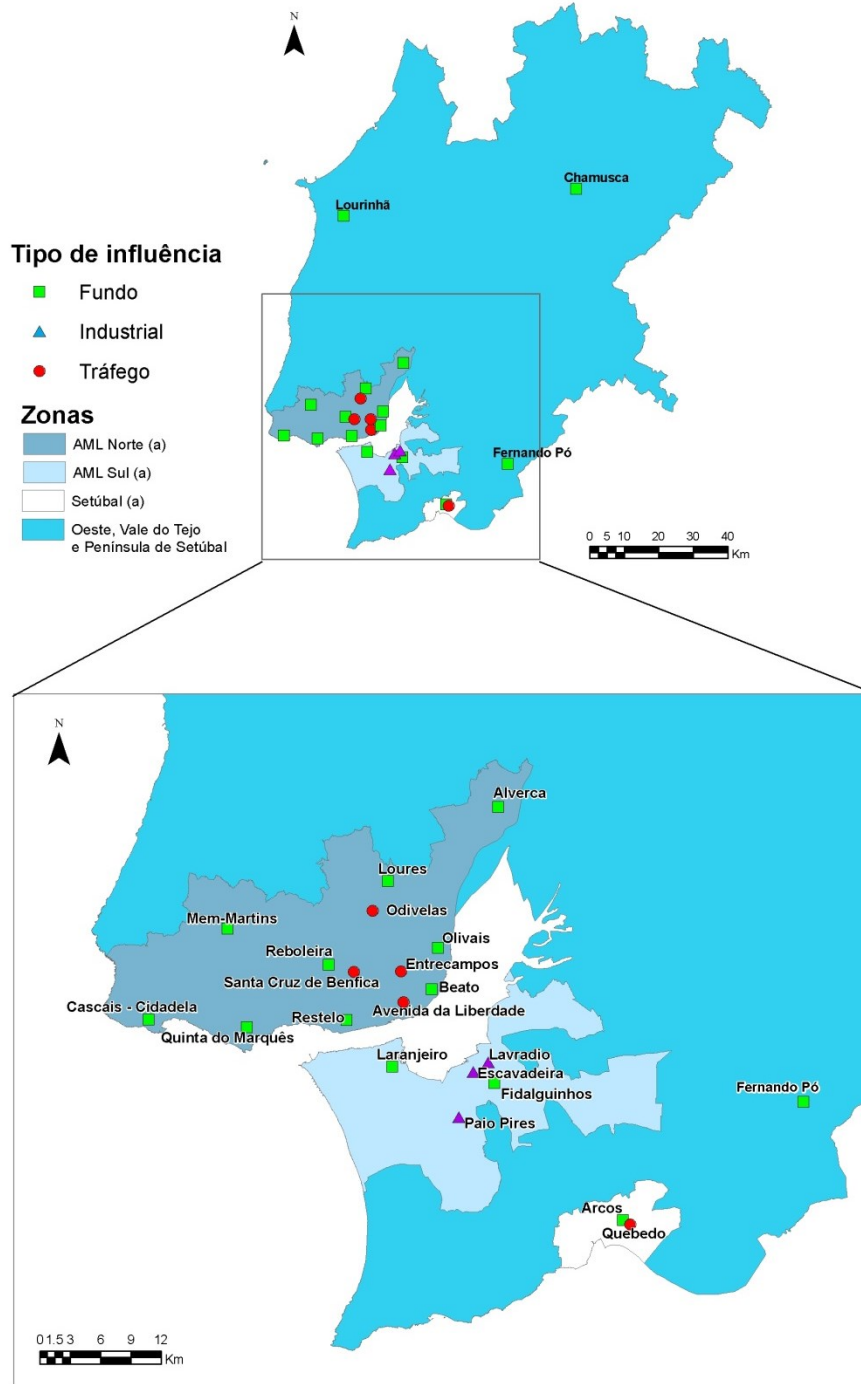 N
Chamusca
Lourinhã
Tipo de influência
Fundo
Industrial
Tráfego
Zonas
AML Norte (a)
AML Sul (a)
Setúbal (a)
Oeste, Vale do Tejo
e Península de Setúbal
Fernando Pó
0 5 10 20 30 40
Km
N
Alverca
Loures
Odivelas
Mem-Martins
Olivais
Reboleira
Entrecampos
Santa Cruz de Benfica
Beato
Cascais - Cidadela
Restelo
Avenida da Liberdade
Quinta do Marquês
Laranjeiro
Lavradio
Escavadeira
Fidalguinhos
Fernando Pó
Paio Pires
Arcos
Quebedo
0 1.5 3 6 9 12
Km